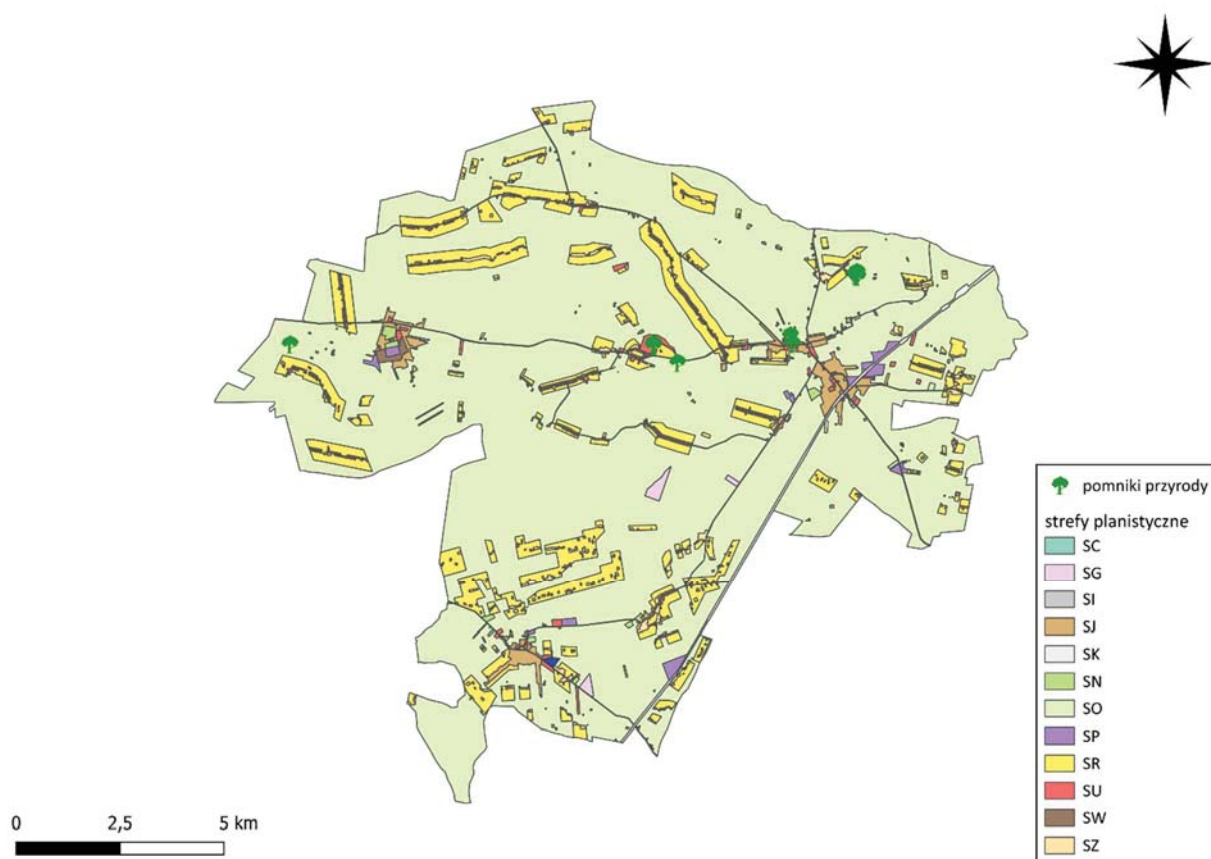 pomniki przyrody
strefy planistyczne
SC
SG
SI
SJ
SK
SN
SO
SP
SR
SU
SW
SZ
0 2,5 5 km